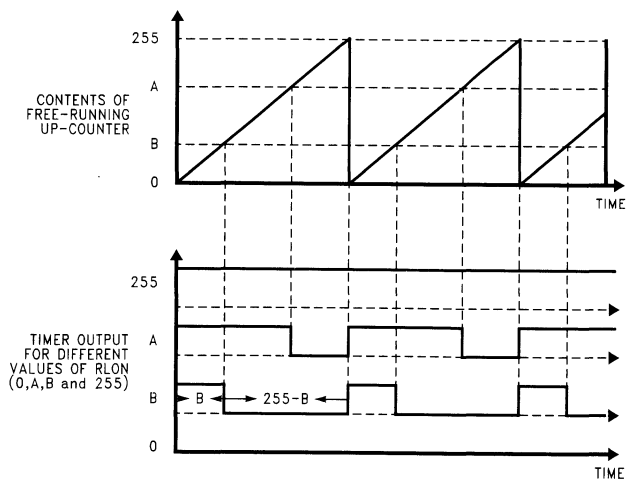 255
A
CONTENTS OF
FREE-RUNNING
UP-COUNTER
B
0
TIME
255
TIMER OUTPUT
FOR DIFFERENT
VALUES OF RLON
(0,A,B and 255)
A
B
B
255-B
0
TIME